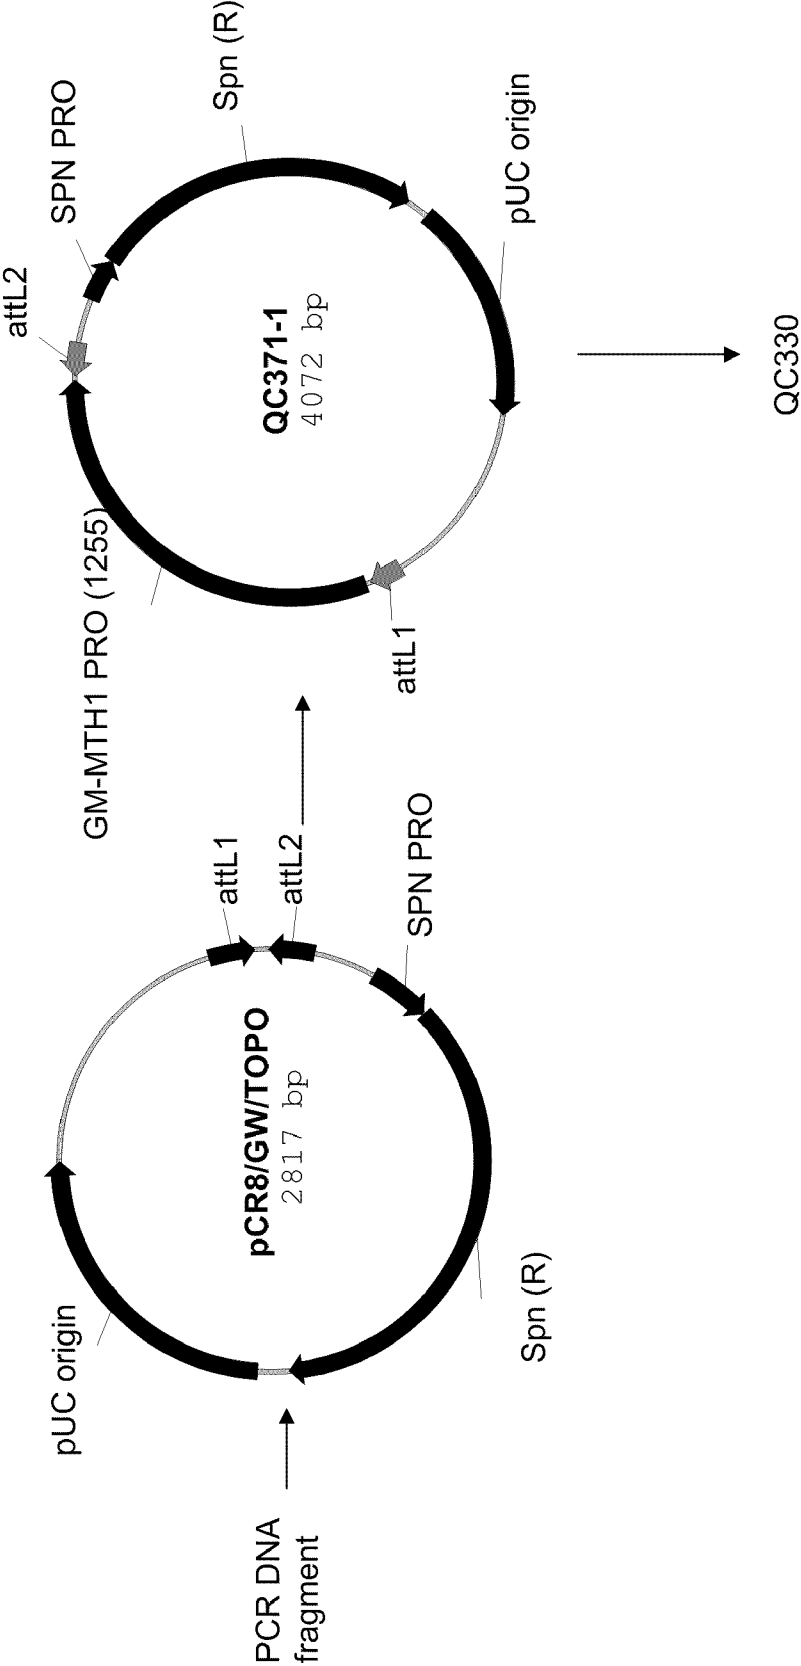 PCR DNA
fragment
pUC origin
pCR8/GW/TOPO
2817 bp
attL1
attL2
SPN PRO
Spn (R)
GM-MTH1 PRO (1255)
attL2
SPN PRO
Spn (R)
QC371-1
4072 bp
pUC origin
attL1
QC330